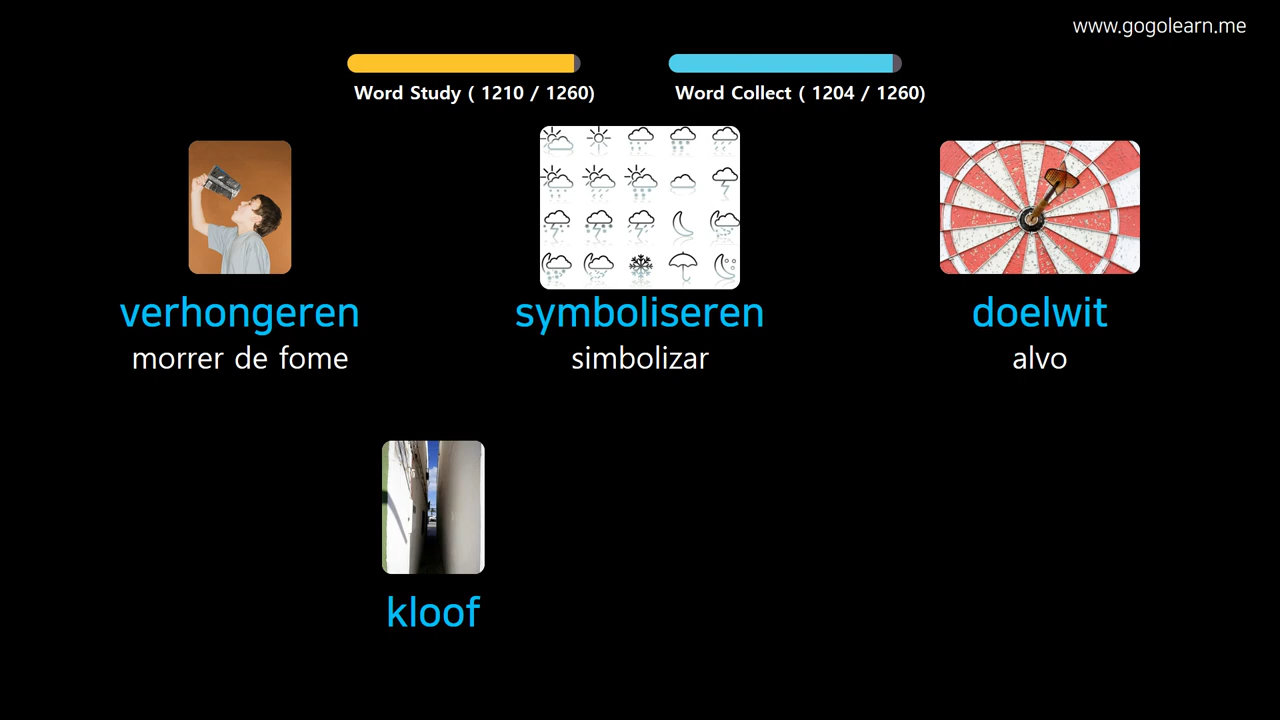 www.gogolearn.me
Word Study ( 1210 / 1260)
Word Collect ( 1204 / 1260)
verhongeren
symboliseren
doelwit
morrer de fome
simbolizar
alvo
kloof